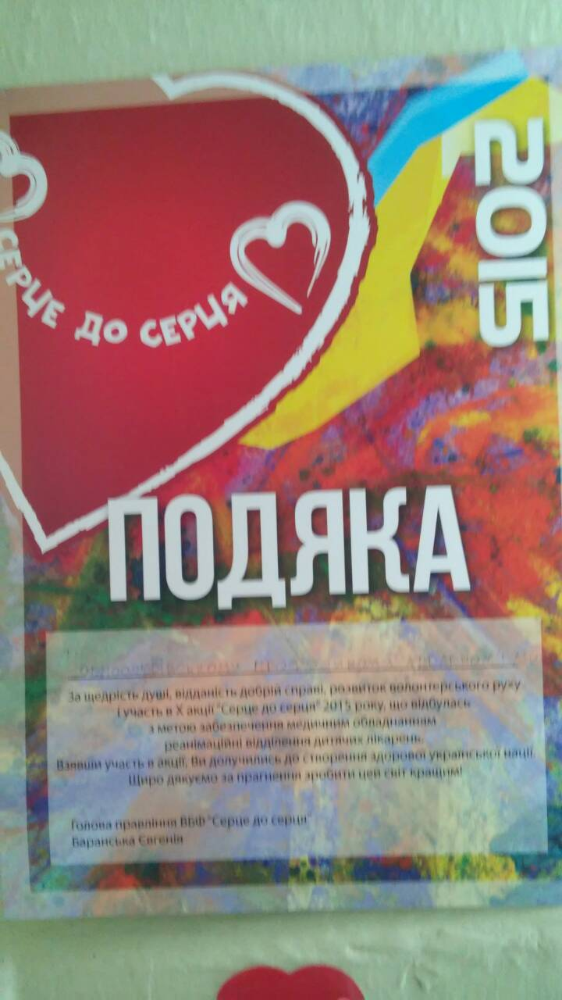 СЕРЦЕ ДО СЕРЦЯ
2015
ПОДЯКА
За щедрість душі, відданість добрій справі, розвиток волонтерського руху
і участь в X акції "Серце до серця" 2015 року, що відбулась
з метою забезпечення медичним обладнанням
реанімаційні відділення дитячих лікарень.
Взявши участь в акції, Ви долучились до створення здорової української нації.
Щиро дякуємо за прагнення зробити цей світ кращим!
Голова правління ВБФ "Серце до серця"
Баранська Євгенія